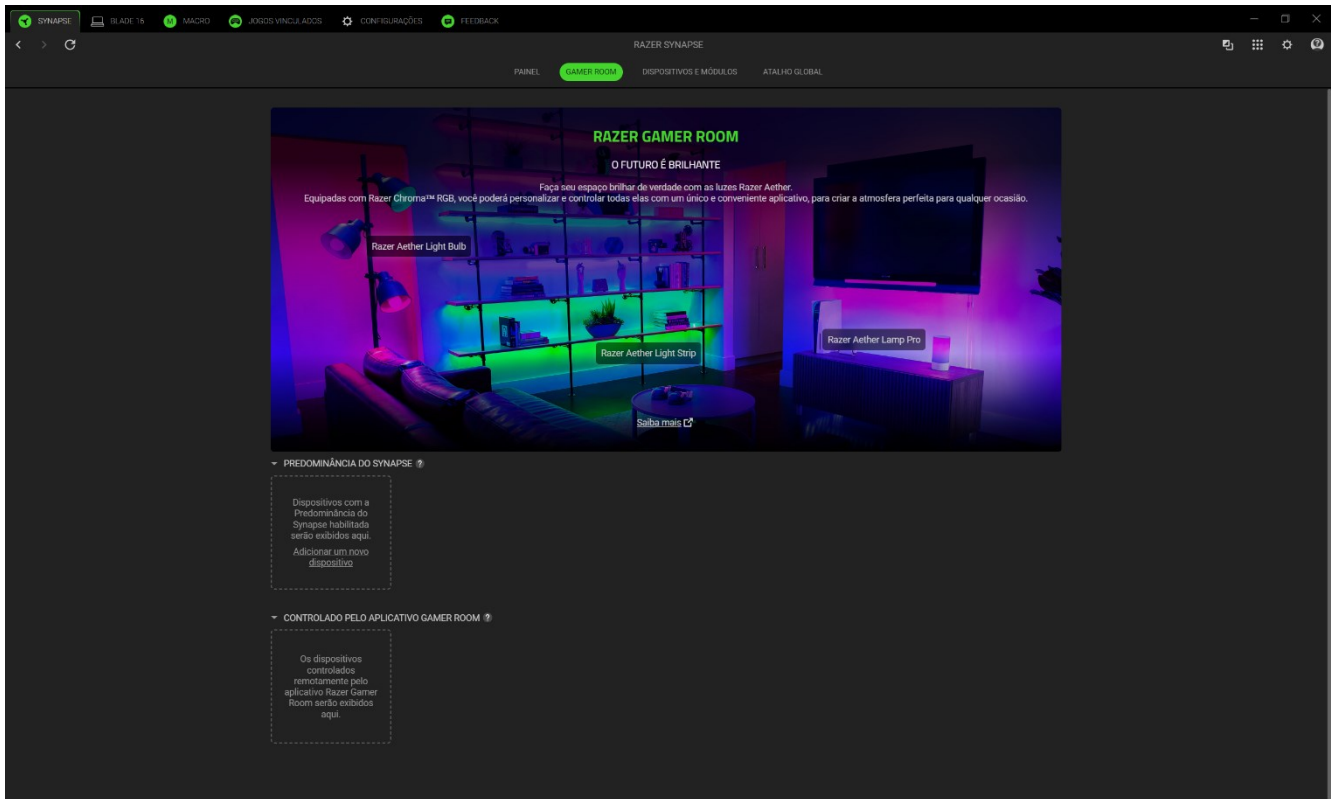 SYNAPSE BLADE 16 MACRO JOGOS VINCULADOS CONFIGURAÇÕES FEEDBACK
RAZER SYNAPSE
PAINEL GAMER ROOM DISPOSITIVOS E MÓDULOS ATALHO GLOBAL
RAZER GAMER ROOM
O FUTURO É BRILHANTE
Faça seu espaço brilhar de verdade com as luzes Razer Aether.
Equipadas com Razer Chroma™ RGB, você poderá personalizar e controlar todas elas com um único e conveniente aplicativo, para criar a atmosfera perfeita para qualquer ocasião.
Razer Aether Light Bulb
Razer Aether Lamp Pro
Razer Aether Light Strip
Saiba mais
PREDOMINÂNCIA DO SYNAPSE ?
Dispositivos com a
Predominância do
Synapse habilitada
serão exibidos aqui.
Adicionar um novo
dispositivo
CONTROLADO PELO APLICATIVO GAMER ROOM ?
Os dispositivos
controlados
remotamente pelo
aplicativo Razer Gamer
Room serão exibidos
aqui.